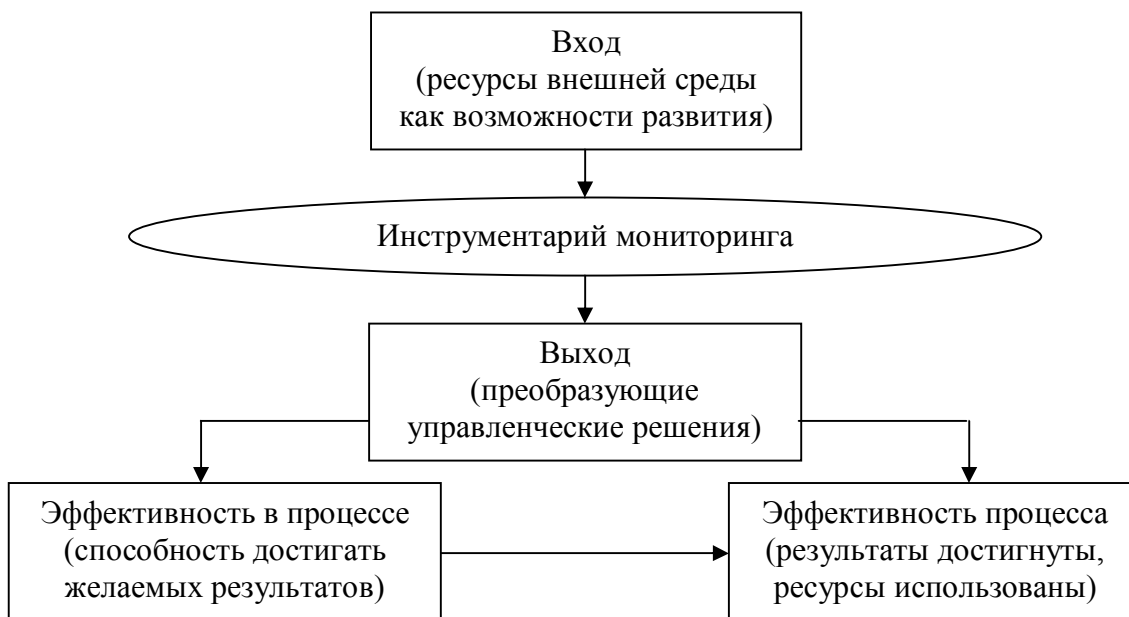 Вход
(ресурсы внешней среды
как возможности развития)
Инструментарий мониторинга
Выход
(преобразующие
управленческие решения)
Эффективность в процессе
(способность достигать
желаемых результатов)
Эффективность процесса
(результаты достигнуты,
ресурсы использованы)